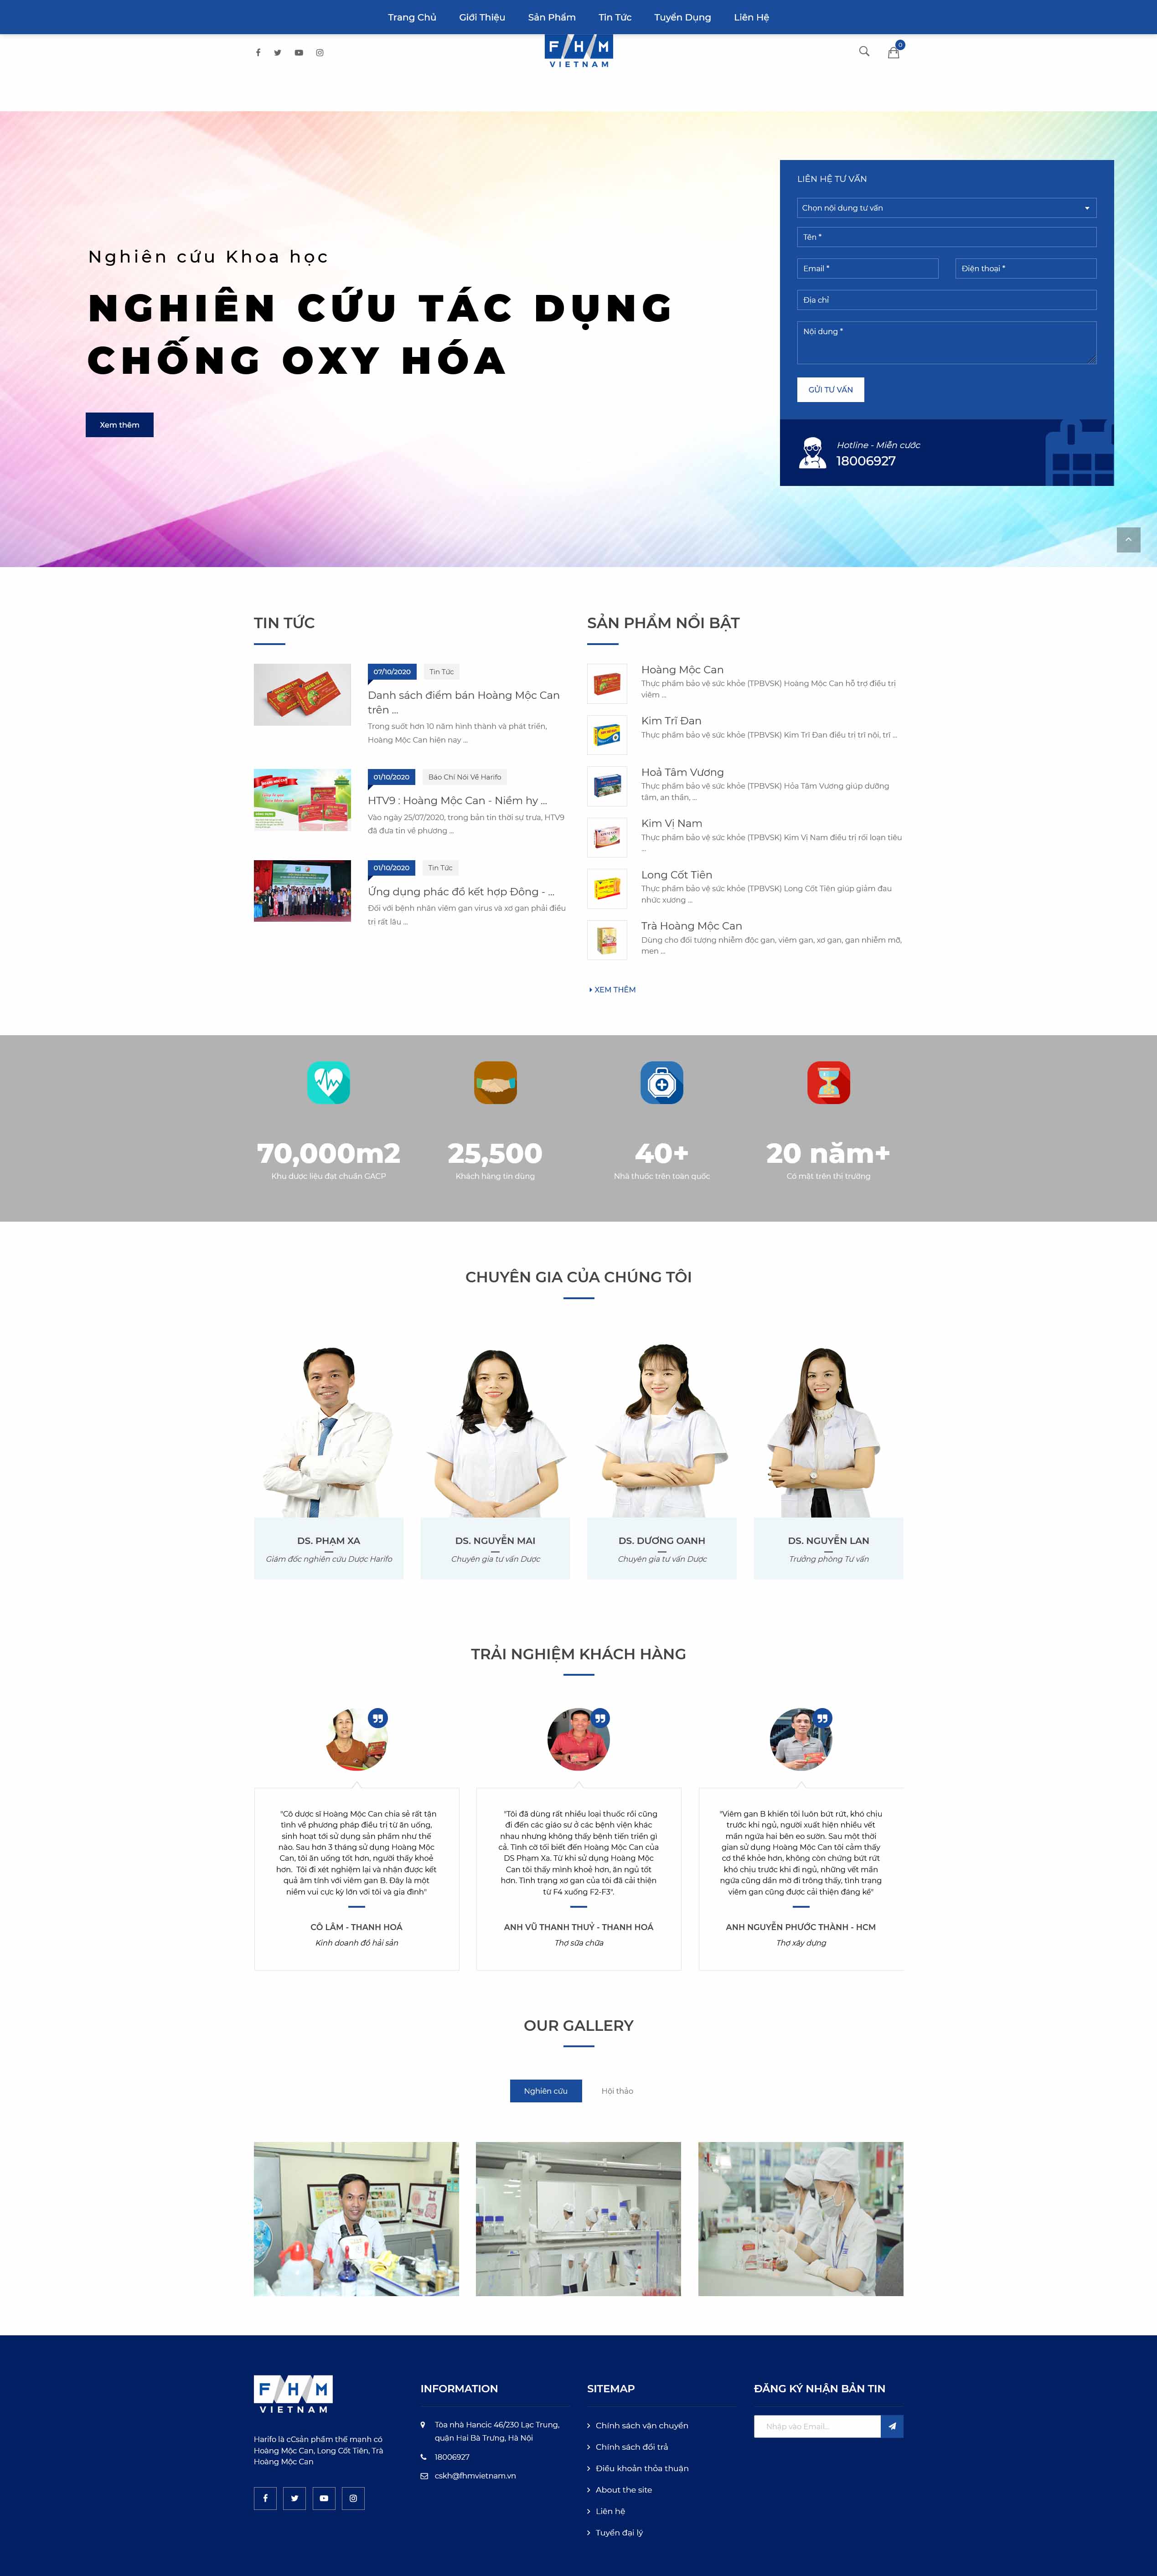 Trang Chủ Giới Thiệu Sản Phẩm Tin Tức Tuyển Dụng Liên Hệ
FHM
VIETNAM
0
Nghiên cứu Khoa học
NGHIÊN CỨU TÁC DỤNG
CHỐNG OXY HÓA
Xem thêm
LIÊN HỆ TƯ VẤN
Chọn nội dung tư vấn
Tên *
Email * Điện thoại *
Địa chỉ
Nội dung *
GỬI TƯ VẤN
Hotline - Miễn cước
18006927
TIN TỨC
07/10/2020 Tin Tức
Danh sách điểm bán Hoàng Mộc Can
trên ...
Trong suốt hơn 10 năm hình thành và phát triển,
Hoàng Mộc Can hiện nay ...
01/10/2020 Báo Chí Nói Về Harifo
HTV9 : Hoàng Mộc Can - Niềm hy ...
Vào ngày 25/07/2020, trong bản tin thời sự trưa, HTV9
đã đưa tin về phương ...
01/10/2020 Tin Tức
Ứng dụng phác đồ kết hợp Đông - ...
Đối với bệnh nhân viêm gan virus và xơ gan phải điều
trị rất lâu ...
SẢN PHẨM NỔI BẬT
Hoàng Mộc Can
Thực phẩm bảo vệ sức khỏe (TPBVSK) Hoàng Mộc Can hỗ trợ điều trị
viêm ...
Kim Trĩ Đan
Thực phẩm bảo vệ sức khỏe (TPBVSK) Kim Trĩ Đan điều trị trĩ nội, trĩ ...
Hoả Tâm Vương
Thực phẩm bảo vệ sức khỏe (TPBVSK) Hỏa Tâm Vương giúp dưỡng
tâm, an thần, ...
Kim Vị Nam
Thực phẩm bảo vệ sức khỏe (TPBVSK) Kim Vị Nam điều trị rối loạn tiêu
...
Long Cốt Tiên
Thực phẩm bảo vệ sức khỏe (TPBVSK) Long Cốt Tiên giúp giảm đau
nhức xương ...
Trà Hoàng Mộc Can
Dùng cho đối tượng nhiễm độc gan, viêm gan, xơ gan, gan nhiễm mỡ,
men ...
XEM THÊM
70,000m2
Khu dược liệu đạt chuẩn GACP
25,500
Khách hàng tin dùng
40+
Nhà thuốc trên toàn quốc
20 năm+
Có mặt trên thị trường
CHUYÊN GIA CỦA CHÚNG TÔI
DS. PHẠM XA
Giám đốc nghiên cứu Dược Harifo
DS. NGUYỄN MAI
Chuyên gia tư vấn Dược
DS. DƯƠNG OANH
Chuyên gia tư vấn Dược
DS. NGUYỄN LAN
Trưởng phòng Tư vấn
TRẢI NGHIỆM KHÁCH HÀNG
"Cô dược sĩ Hoàng Mộc Can chia sẻ rất tận
tình về phương pháp điều trị từ ăn uống,
sinh hoạt tới sử dụng sản phẩm như thế
nào. Sau hơn 3 tháng sử dụng Hoàng Mộc
Can, tôi ăn uống tốt hơn, người thấy khoẻ
hơn. Tôi đi xét nghiệm lại và nhận được kết
quả âm tính với viêm gan B. Đây là một
niềm vui cực kỳ lớn với tôi và gia đình"
CÔ LÂM - THANH HOÁ
Kinh doanh đồ hải sản
"Tôi đã dùng rất nhiều loại thuốc rồi cũng
đi đến các giáo sư ở các bệnh viện khác
nhau nhưng không thấy bệnh tiến triển gì
cả. Tình cờ tối biết đến Hoàng Mộc Can của
DS Phạm Xa. Từ khi sử dụng Hoàng Mộc
Can tôi thấy mình khoẻ hơn, ăn ngủ tốt
hơn. Tình trạng xơ gan của tôi đã cải thiện
từ F4 xuống F2-F3".
ANH VŨ THANH THUỶ - THANH HOÁ
Thợ sửa chữa
"Viêm gan B khiến tôi luôn bứt rứt, khó chịu
trước khi ngủ, người xuất hiện nhiều vết
mẩn ngứa hai bên eo sườn. Sau một thời
gian sử dụng Hoàng Mộc Can tôi cảm thấy
cơ thể khỏe hơn, không còn chứng bứt rứt
khó chịu trước khi đi ngủ, những vết mẩn
ngứa cũng dần mờ đi trông thấy, tình trạng
viêm gan cũng được cải thiện đáng kể"
ANH NGUYỄN PHƯỚC THÀNH - HCM
Thợ xây dựng
OUR GALLERY
Nghiên cứu Hội thảo
FHM
VIETNAM
Harifo là cCsản phẩm thế mạnh có
Hoàng Mộc Can, Long Cốt Tiên, Trà
Hoàng Mộc Can
INFORMATION
Tòa nhà Hancic 46/230 Lạc Trung,
quận Hai Bà Trưng, Hà Nội
18006927
cskh@fhmvietnam.vn
SITEMAP
Chính sách vận chuyển
Chính sách đổi trả
Điều khoản thỏa thuận
About the site
Liên hệ
Tuyển đại lý
ĐĂNG KÝ NHẬN BẢN TIN
Nhập vào Email...